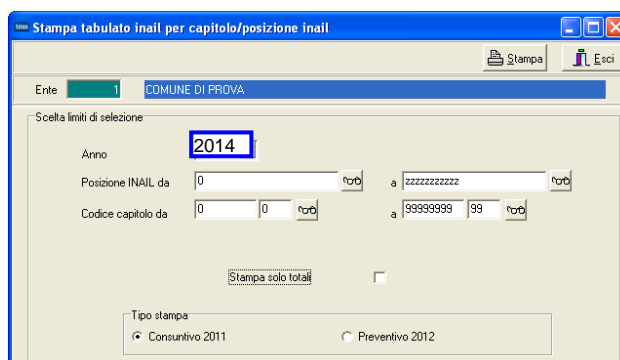 Stampa tabulato inail per capitolo/posizione inail
Stampa Esci
Ente 1 COMUNE DI PROVA
Scelta limiti di selezione
Anno 2014
Posizione INAIL da 0 a zzzzzzzzzzz
Codice capitolo da 0 0 a 99999999 99
Stampa solo totali
Tipo stampa
Consuntivo 2011 Preventivo 2012